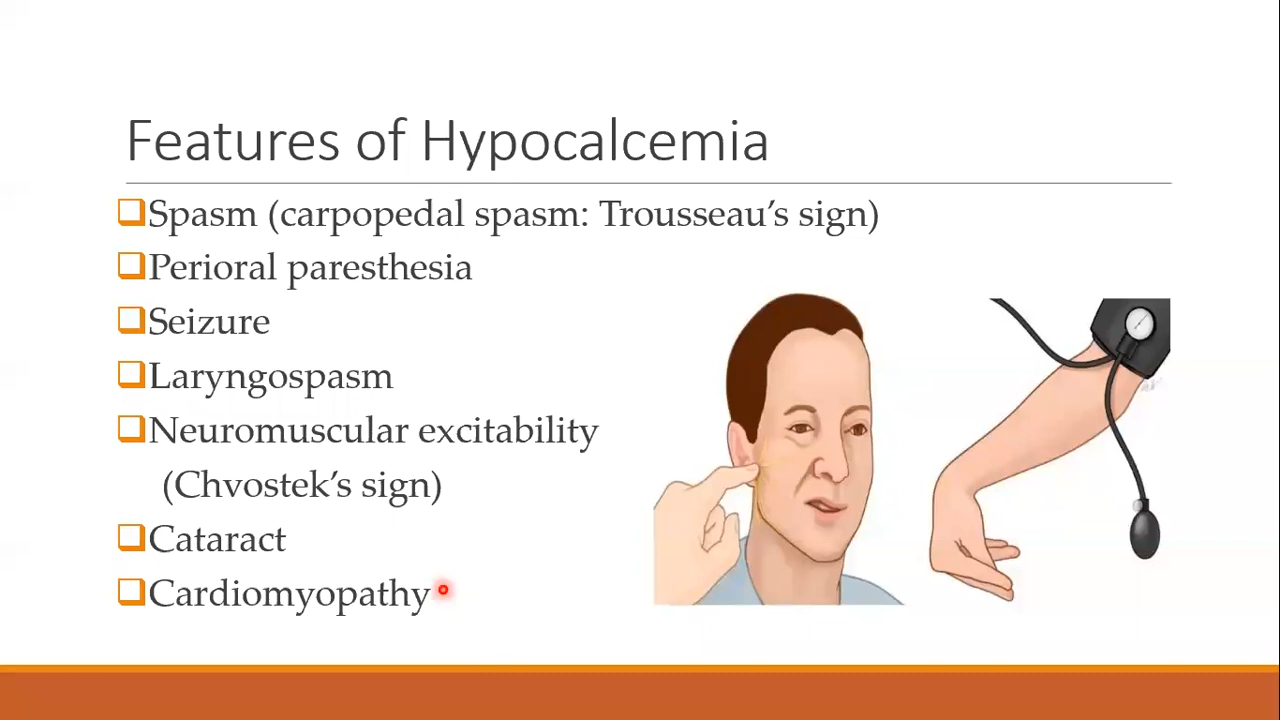 Features of Hypocalcemia
Spasm (carpopedal spasm: Trousseau’s sign)
Perioral paresthesia
Seizure
Laryngospasm
Neuromuscular excitability
(Chvostek’s sign)
Cataract
Cardiomyopathy